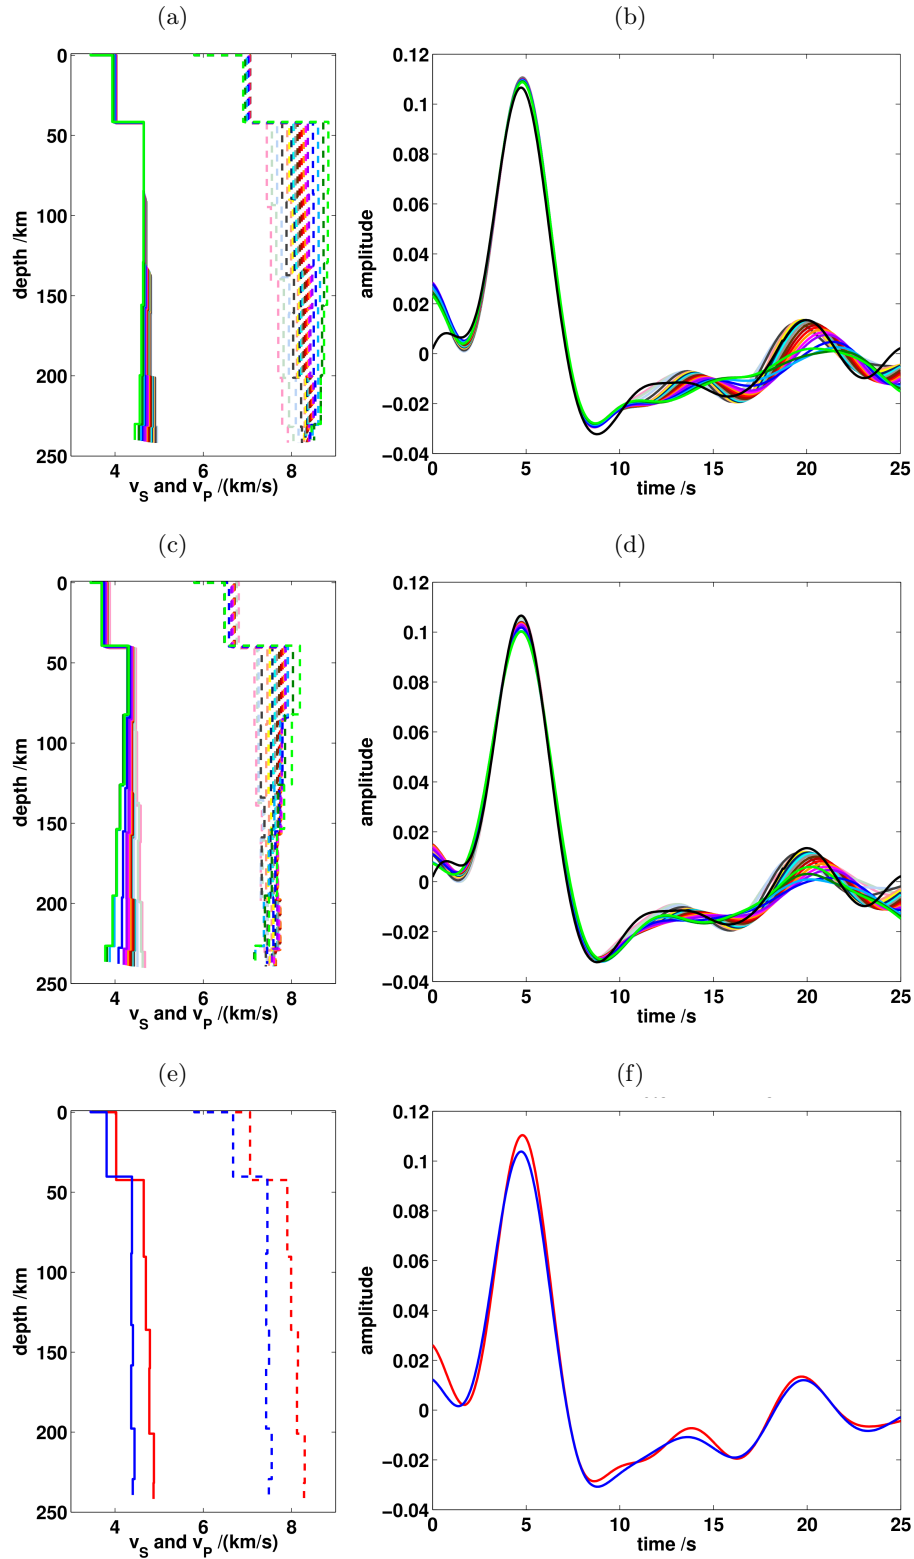 (a) (b)
0
50
100
150
200
250
4 6 8
depth /km
v_S and v_P /(km/s)
0.12
0.1
0.08
0.06
0.04
0.02
0
−0.02
−0.04
0 5 10 15 20 25
amplitude
time /s
(c) (d)
0
50
100
150
200
250
4 6 8
depth /km
v_S and v_P /(km/s)
0.12
0.1
0.08
0.06
0.04
0.02
0
−0.02
−0.04
0 5 10 15 20 25
amplitude
time /s
(e) (f)
0
50
100
150
200
250
4 6 8
depth /km
v_S and v_P /(km/s)
0.12
0.1
0.08
0.06
0.04
0.02
0
−0.02
−0.04
0 5 10 15 20 25
amplitude
time /s